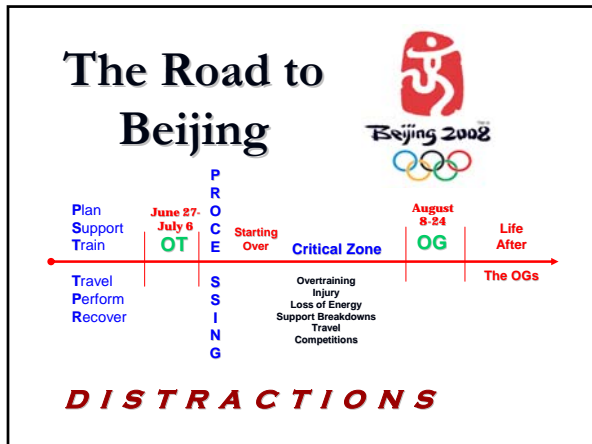 The Road to
Beijing
Beijing 2008
Plan
Support
Train
Travel
Perform
Recover
June 27-
July 6
OT
P
R
O
C
E
S
S
I
N
G
Starting
Over
Critical Zone
Overtraining
Injury
Loss of Energy
Support Breakdowns
Travel
Competitions
August
8-24
OG
Life
After
The OGs
DISTRACTIONS